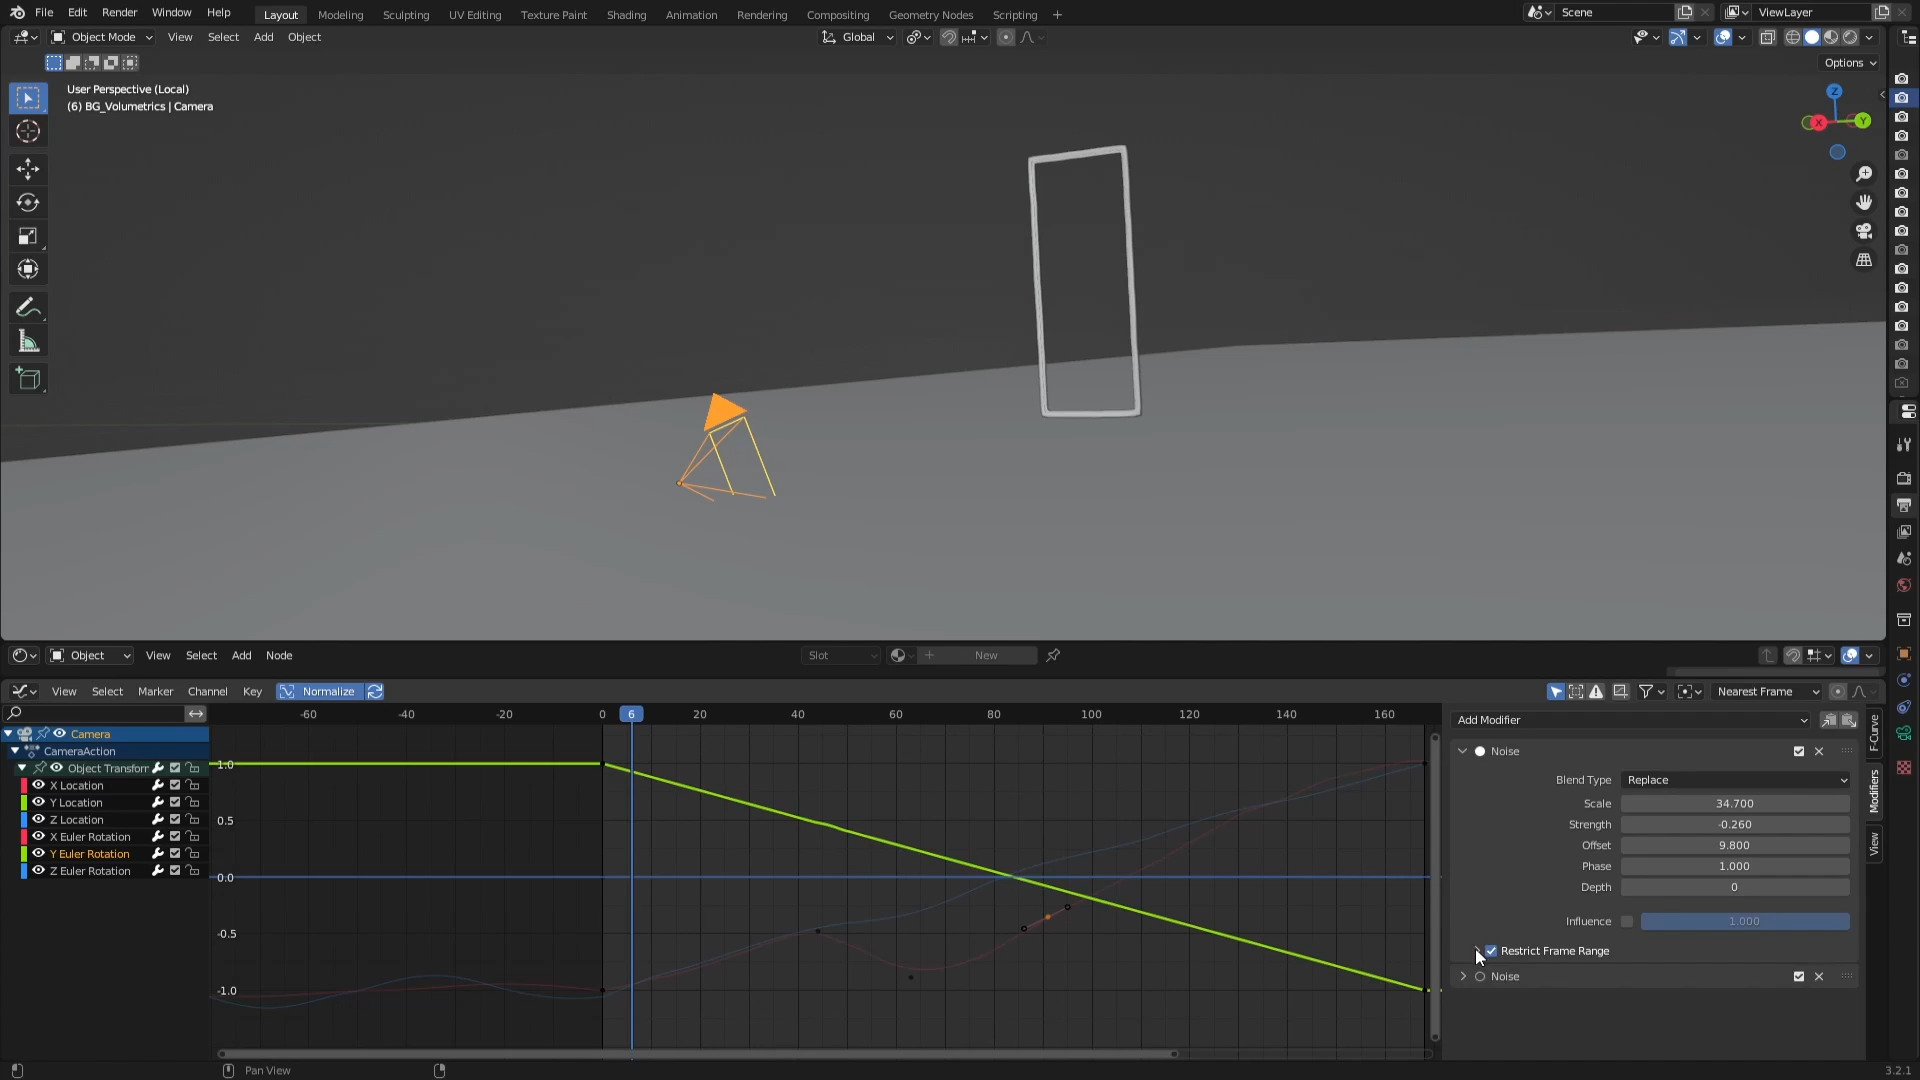 File Edit Render Window Help Layout Modeling Sculpting UV Editing Texture Paint Shading Animation Rendering Compositing Geometry Nodes Scripting + Scene ViewLayer
Object Mode View Select Add Object Global
Options
User Perspective (Local)
(6) BG_Volumetrics | Camera
Z
X Y
Object View Select Add Node Slot New
View Select Marker Channel Key Normalize Nearest Frame
-60 -40 -20 0 6 20 40 60 80 100 120 140 160
Add Modifier
Camera
CameraAction
Object Transfor
X Location
Y Location
Z Location
X Euler Rotation
Y Euler Rotation
Z Euler Rotation
1.0
0.5
0.0
-0.5
-1.0
Noise
Blend Type Replace
Scale 34.700
Strength -0.260
Offset 9.800
Phase 1.000
Depth 0
Influence 1.000
Restrict Frame Range
Noise
F-Curve
Modifiers
View
Pan View
3.2.1